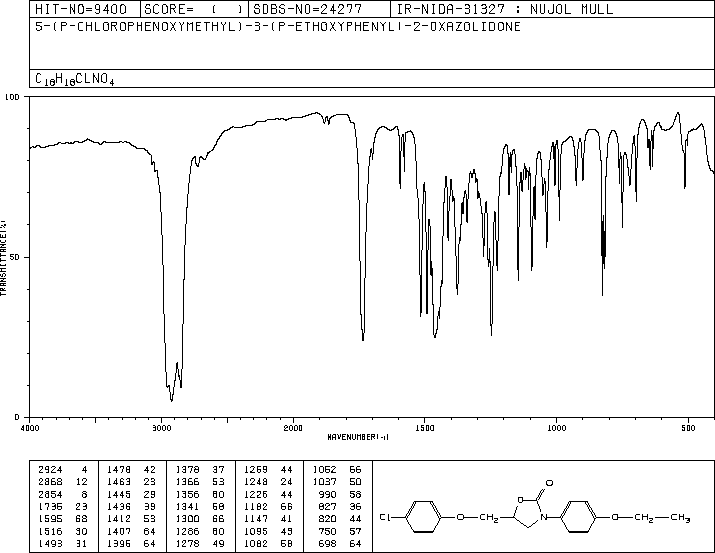 HIT-NO=9400 SCORE= ( ) SDBS-NO=24277 IR-NIDA-31327 : NUJOL MULL
5-(P-CHLOROPHENOXYMETHYL)-3-(P-ETHOXYPHENYL)-2-OXAZOLIDONE
C18H18CLNO4
100
50
0
TRANSMITTANCE(%)
4000 3000 2000 1500 1000 500
WAVENUMBER(-1)
2924 4 1478 42 1378 37 1269 44 1062 66
2868 12 1463 23 1366 53 1248 24 1037 50
2854 8 1445 29 1356 60 1226 44 990 58
1735 23 1436 39 1341 58 1182 66 827 36
1595 68 1412 53 1300 66 1147 41 820 44
1516 30 1407 64 1286 60 1095 43 750 57
1493 31 1395 64 1278 49 1082 58 698 64
Cl O CH2 O O N O CH2 CH3